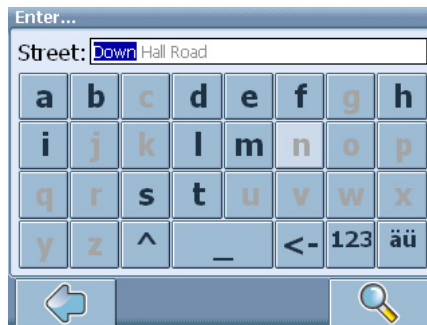 Enter...
Street: Down Hall Road
a b c d e f g h
i j k l m n o p
q r s t u v w x
y z ^ _ <- 123 äü